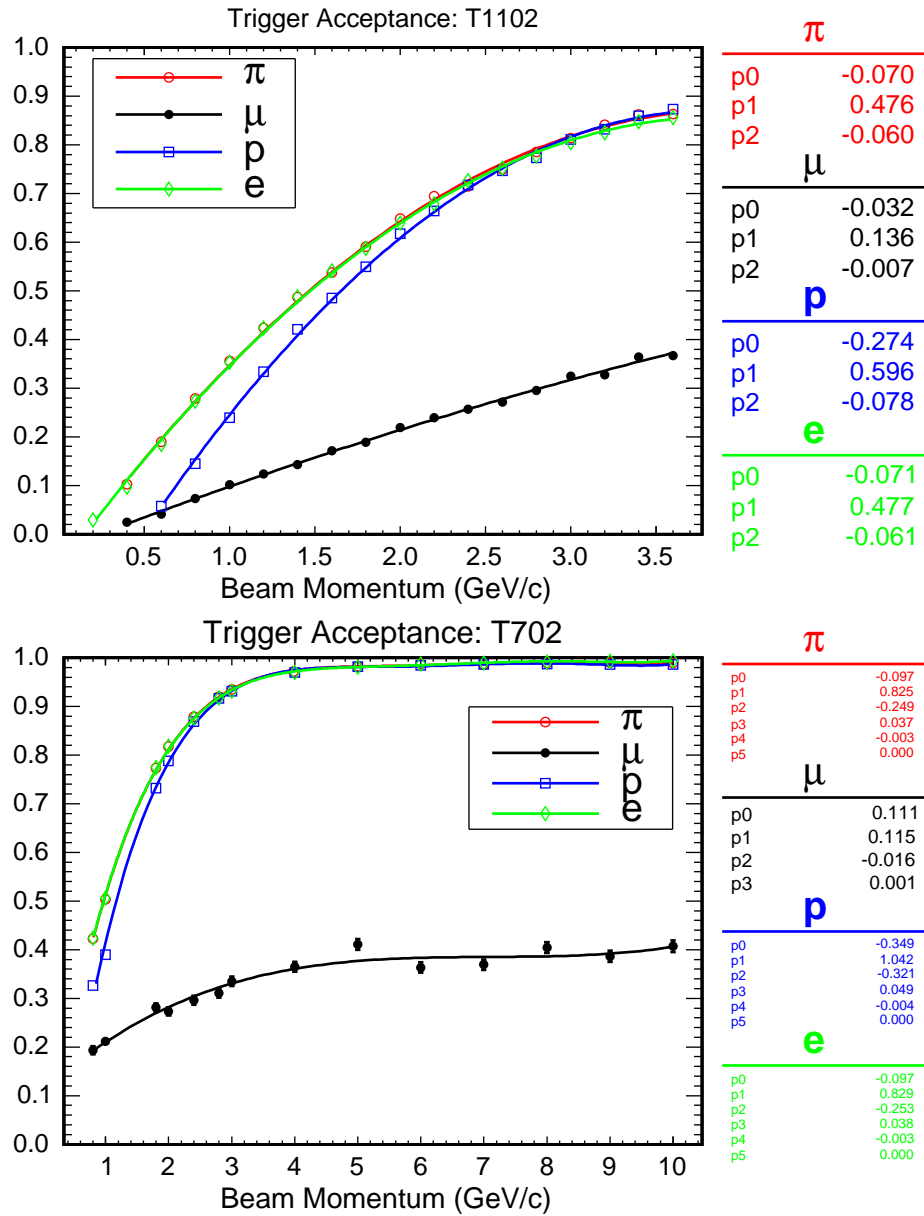 Trigger Acceptance: T1102
1.0
0.9
0.8
0.7
0.6
0.5
0.4
0.3
0.2
0.1
0.0
π
μ
p
e
0.5 1.0 1.5 2.0 2.5 3.0 3.5
Beam Momentum (GeV/c)
π
p0 -0.070
p1 0.476
p2 -0.060
μ
p0 -0.032
p1 0.136
p2 -0.007
p
p0 -0.274
p1 0.596
p2 -0.078
e
p0 -0.071
p1 0.477
p2 -0.061
Trigger Acceptance: T702
1.0
0.9
0.8
0.7
0.6
0.5
0.4
0.3
0.2
0.1
0.0
π
μ
p
e
1 2 3 4 5 6 7 8 9 10
Beam Momentum (GeV/c)
π
p0 -0.097
p1 0.825
p2 -0.249
p3 0.037
p4 -0.003
p5 0.000
μ
p0 0.111
p1 0.115
p2 -0.016
p3 0.001
p
p0 -0.349
p1 1.042
p2 -0.321
p3 0.049
p4 -0.004
p5 0.000
e
p0 -0.097
p1 0.829
p2 -0.253
p3 0.038
p4 -0.003
p5 0.000